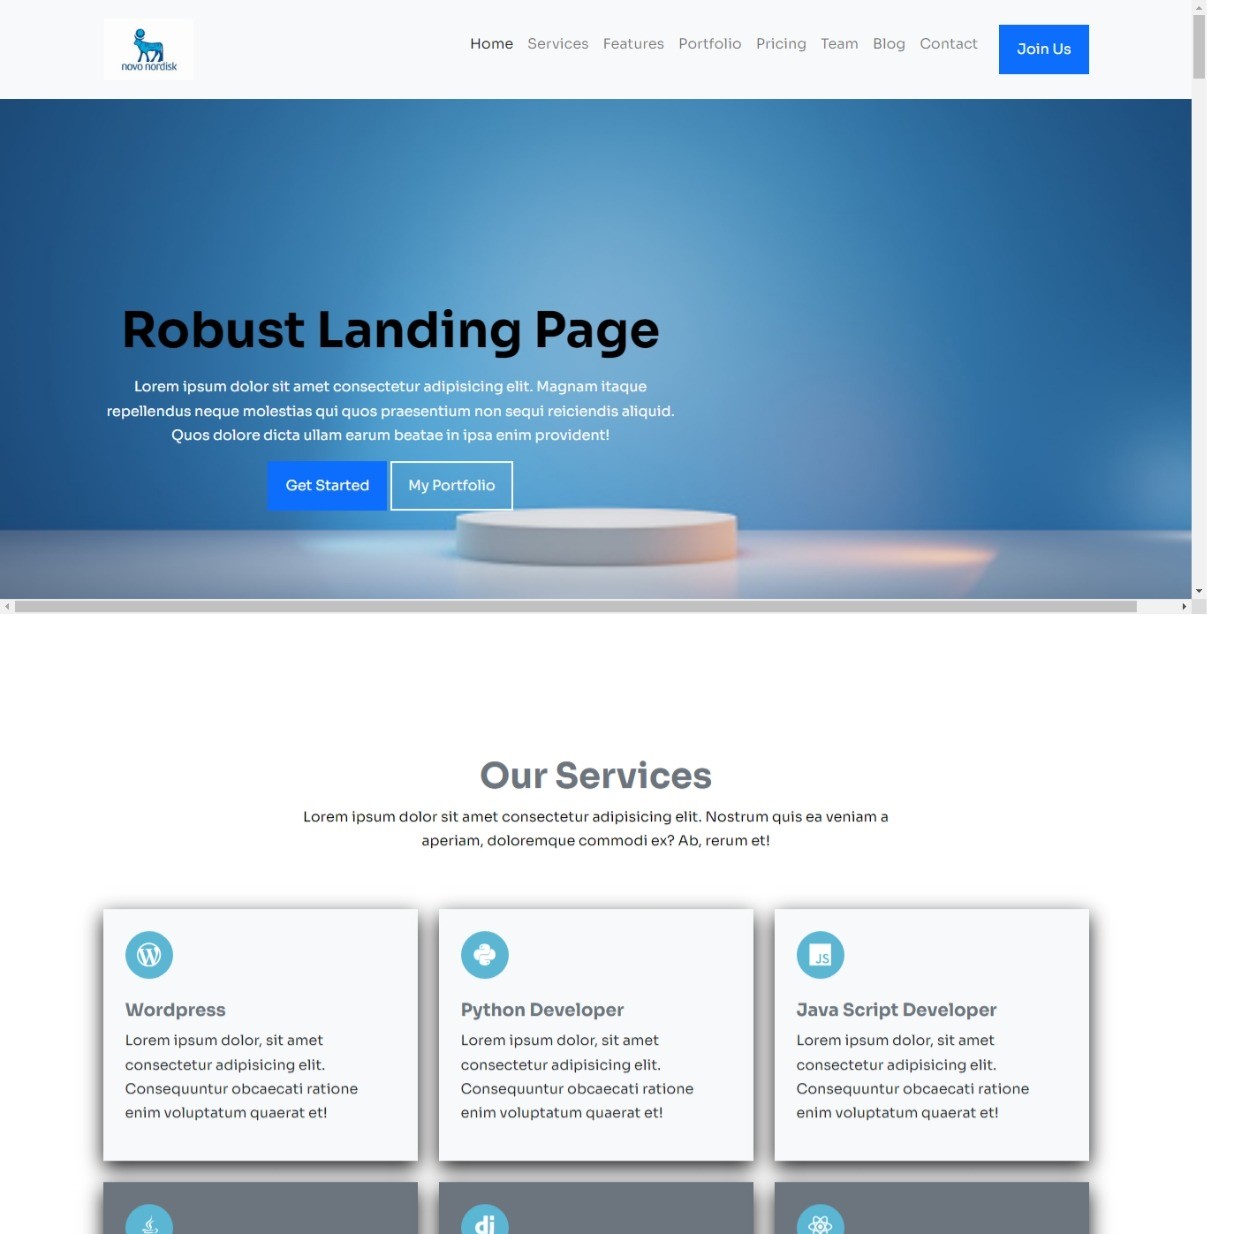 novo nordisk
Home Services Features Portfolio Pricing Team Blog Contact Join Us
Robust Landing Page
Lorem ipsum dolor sit amet consectetur adipisicing elit. Magnam itaque
repellendus neque molestias qui quos praesentium non sequi reiciendis aliquid.
Quos dolore dicta ullam earum beatae in ipsa enim provident!
Get Started My Portfolio
Our Services
Lorem ipsum dolor sit amet consectetur adipisicing elit. Nostrum quis ea veniam a
aperiam, doloremque commodi ex? Ab, rerum et!
JS
Wordpress
Lorem ipsum dolor, sit amet
consectetur adipisicing elit.
Consequuntur obcaecati ratione
enim voluptatum quaerat et!
Python Developer
Lorem ipsum dolor, sit amet
consectetur adipisicing elit.
Consequuntur obcaecati ratione
enim voluptatum quaerat et!
Java Script Developer
Lorem ipsum dolor, sit amet
consectetur adipisicing elit.
Consequuntur obcaecati ratione
enim voluptatum quaerat et!
dj